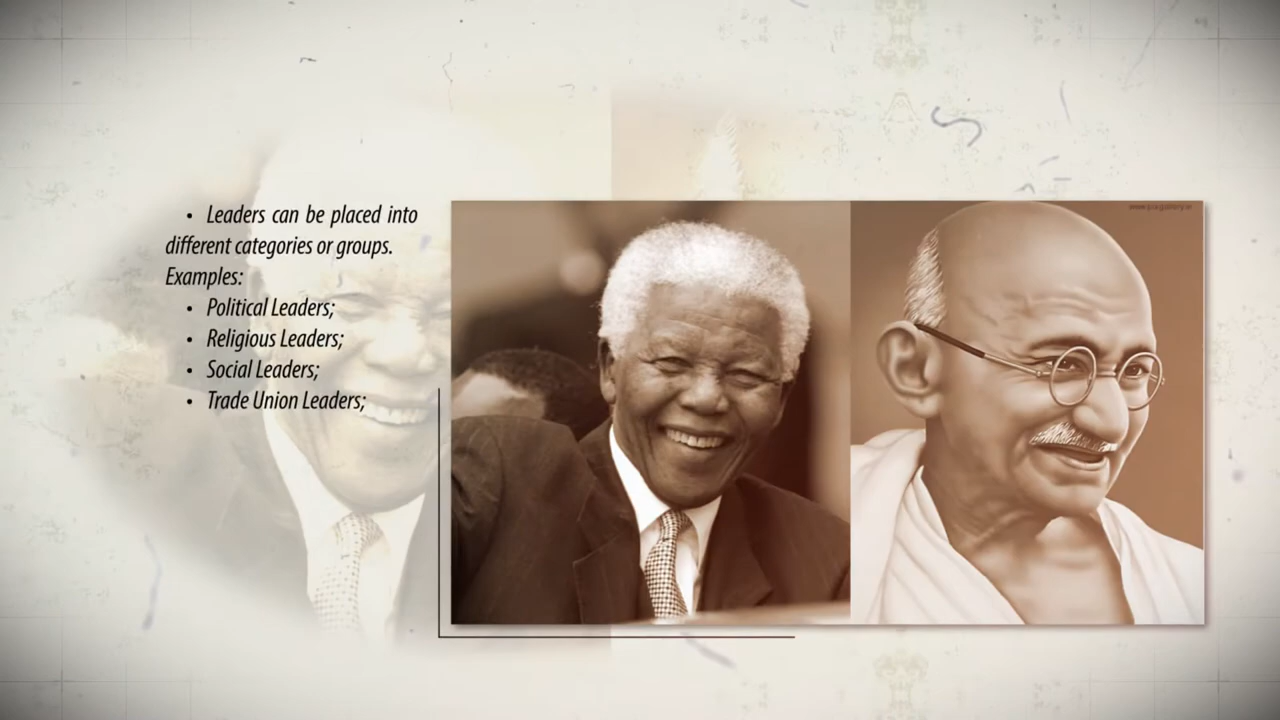 • Leaders can be placed into
different categories or groups.
Examples:
• Political Leaders;
• Religious Leaders;
• Social Leaders;
• Trade Union Leaders;